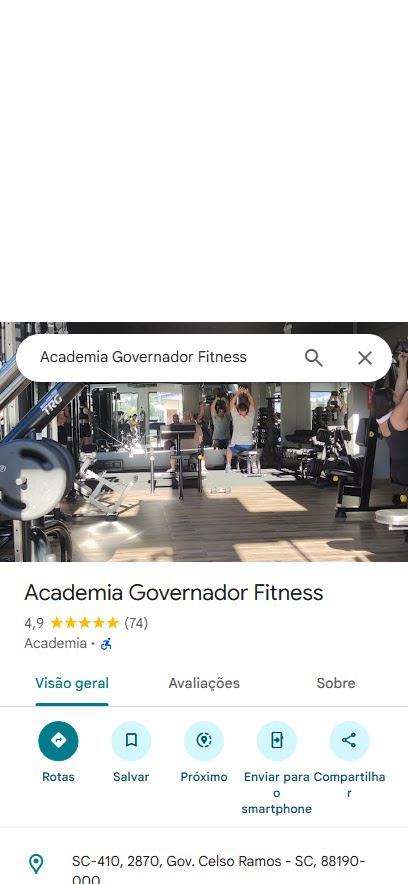 Academia Governador Fitness
TRG
Academia Governador Fitness
4,9 (74)
Academia ·
Visão geral Avaliações Sobre
Rotas Salvar Próximo Enviar para o smartphone Compartilhar
SC-410, 2870, Gov. Celso Ramos - SC, 88190-
000